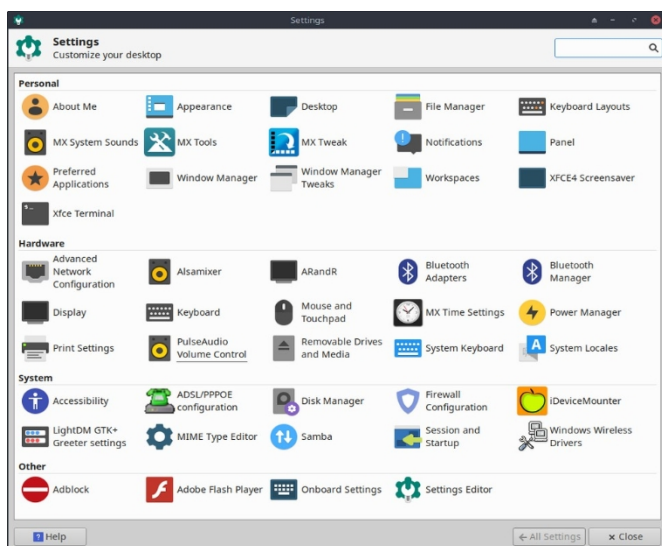 Settings
Settings
Customize your desktop
Personal
About Me
Appearance
Desktop
File Manager
Keyboard Layouts
MX System Sounds
MX Tools
MX Tweak
Notifications
Panel
Preferred
Applications
Window Manager
Window Manager
Tweaks
Workspaces
XFCE4 Screensaver
Xfce Terminal
Hardware
Advanced
Network
Configuration
Alsamixer
ARandR
Bluetooth
Adapters
Bluetooth
Manager
Display
Keyboard
Mouse and
Touchpad
MX Time Settings
Power Manager
Print Settings
PulseAudio
Volume Control
Removable Drives
and Media
System Keyboard
System Locales
System
Accessibility
ADSL/PPPOE
configuration
Disk Manager
Firewall
Configuration
iDeviceMounter
LightDM GTK+
Greeter settings
MIME Type Editor
Samba
Session and
Startup
Windows Wireless
Drivers
Other
Adblock
Adobe Flash Player
Onboard Settings
Settings Editor
Help
All Settings
Close